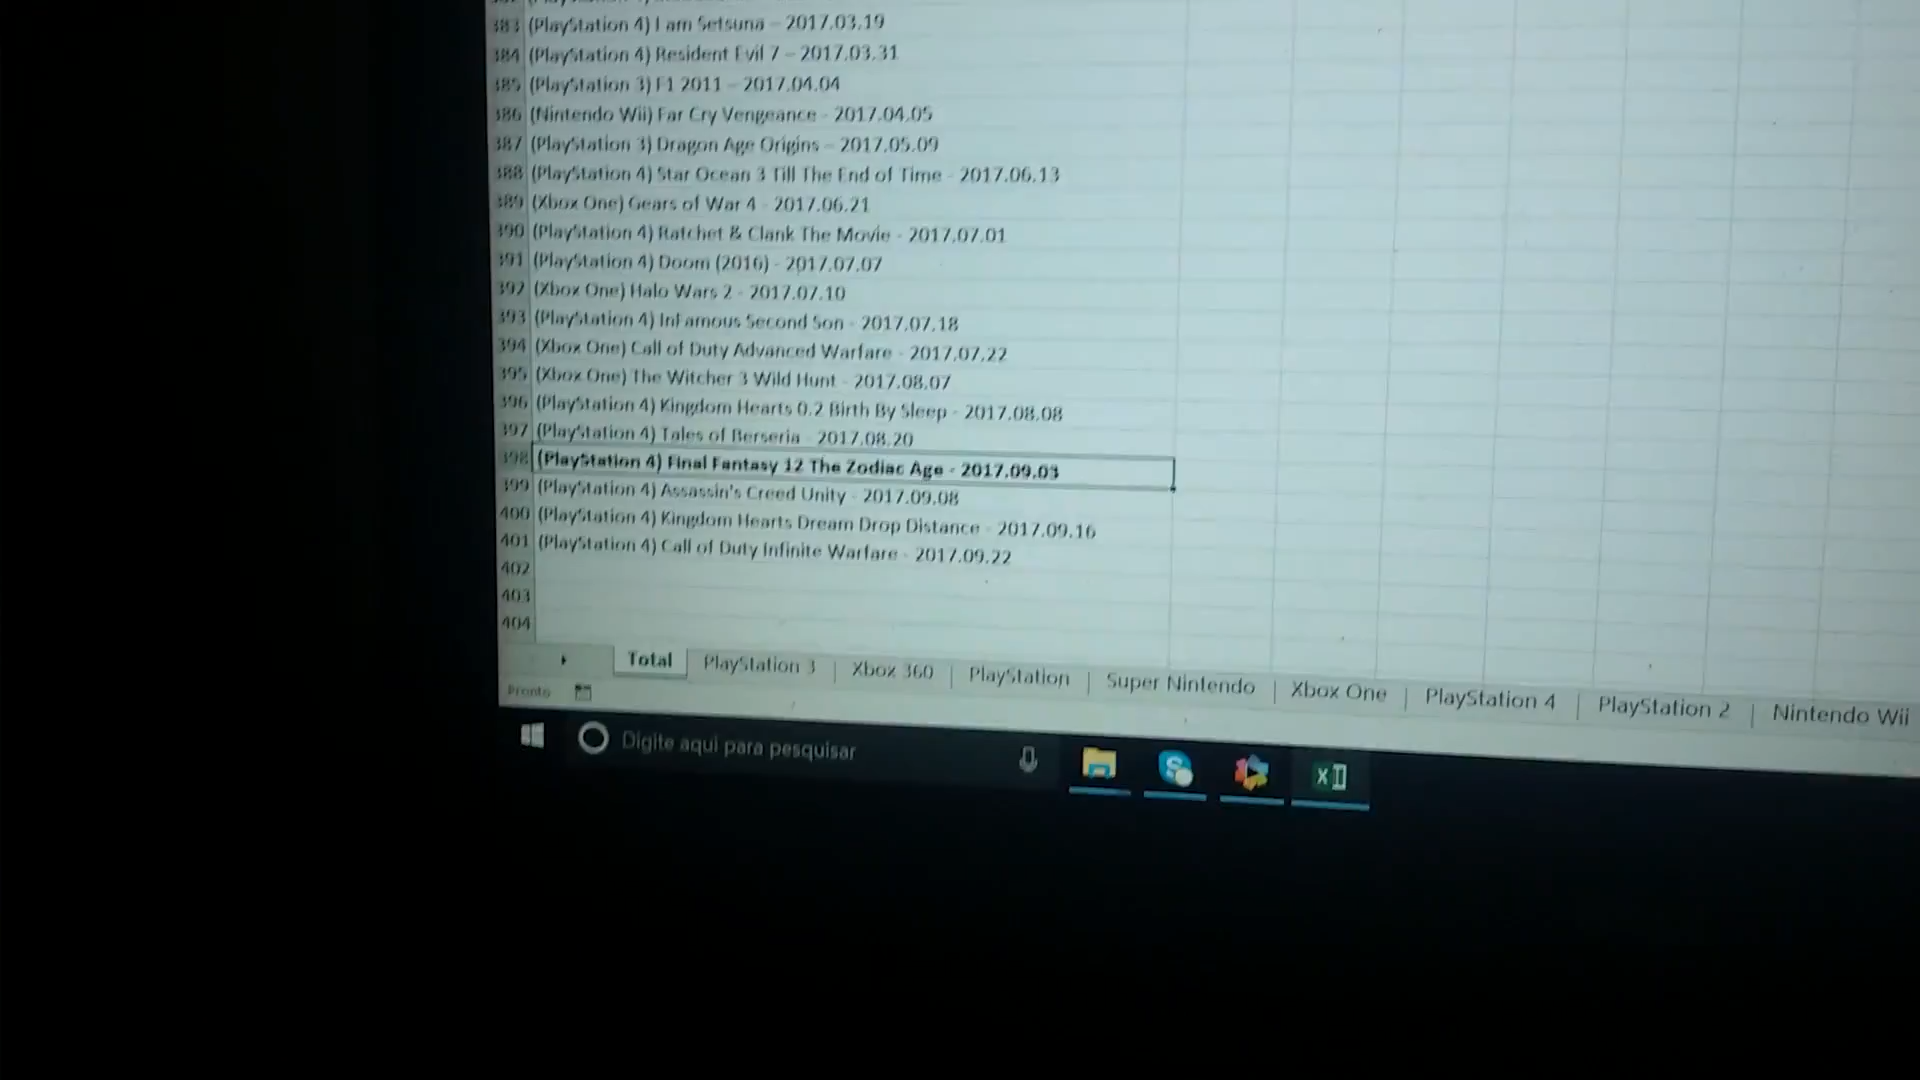 383 (PlayStation 4) I am Setsuna - 2017.03.19
384 (PlayStation 4) Resident Evil 7 - 2017.03.31
385 (PlayStation 3) F1 2011 - 2017.04.04
386 (Nintendo Wii) Far Cry Vengeance - 2017.04.05
387 (PlayStation 3) Dragon Age Origins - 2017.05.09
388 (PlayStation 4) Star Ocean 3 Till The End of Time - 2017.06.13
389 (Xbox One) Gears of War 4 - 2017.06.21
390 (PlayStation 4) Ratchet & Clank The Movie - 2017.07.01
391 (PlayStation 4) Doom (2016) - 2017.07.07
392 (Xbox One) Halo Wars 2 - 2017.07.10
393 (PlayStation 4) InFamous Second Son - 2017.07.18
394 (Xbox One) Call of Duty Advanced Warfare - 2017.07.22
395 (Xbox One) The Witcher 3 Wild Hunt - 2017.08.07
396 (PlayStation 4) Kingdom Hearts 0.2 Birth By Sleep - 2017.08.08
397 (PlayStation 4) Tales of Berseria - 2017.08.20
398 (PlayStation 4) Final Fantasy 12 The Zodiac Age - 2017.09.03
399 (PlayStation 4) Assassin's Creed Unity - 2017.09.08
400 (PlayStation 4) Kingdom Hearts Dream Drop Distance - 2017.09.16
401 (PlayStation 4) Call of Duty Infinite Warfare - 2017.09.22
402
403
404
Total PlayStation 3 Xbox 360 PlayStation Super Nintendo Xbox One PlayStation 4 PlayStation 2 Nintendo Wii
Pronto
Digite aqui para pesquisar